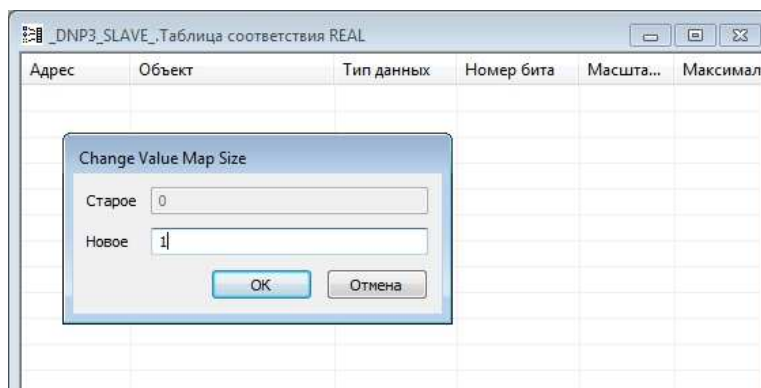 _DNP3_SLAVE_.Таблица соответствия REAL
Адрес Объект Тип данных Номер бита Масшта... Максимал
Change Value Map Size
Старое 0
Новое 1
OK Отмена